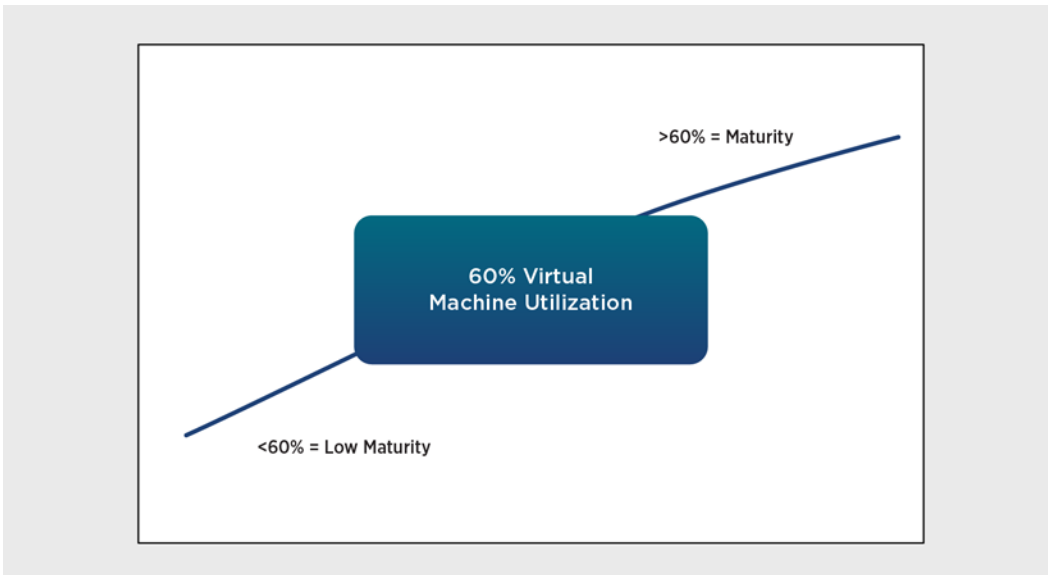 >60% = Maturity
60% Virtual
Machine Utilization
<60% = Low Maturity